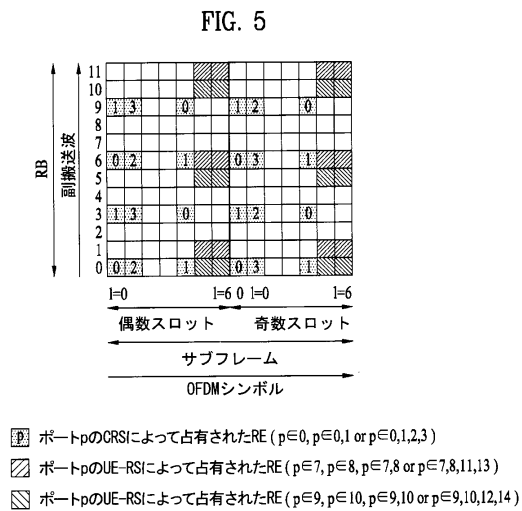 FIG. 5
11
10
9 1 3 0 1 2 0
8
7
6 0 2 1 0 3 1
5
4
3 1 3 0 1 2 0
2
1
0 0 2 1 0 3 1
RB
副搬送波
l=0 l=6 0 l=0 l=6
偶数スロット 奇数スロット
サブフレーム
OFDMシンボル
p ポートpのCRSによって占有されたRE ( p∈0, p∈0,1 or p∈0,1,2,3 )
ポートpのUE-RSによって占有されたRE ( p∈7, p∈8, p∈7,8 or p∈7,8,11,13 )
ポートpのUE-RSによって占有されたRE ( p∈9, p∈10, p∈9,10 or p∈9,10,12,14 )